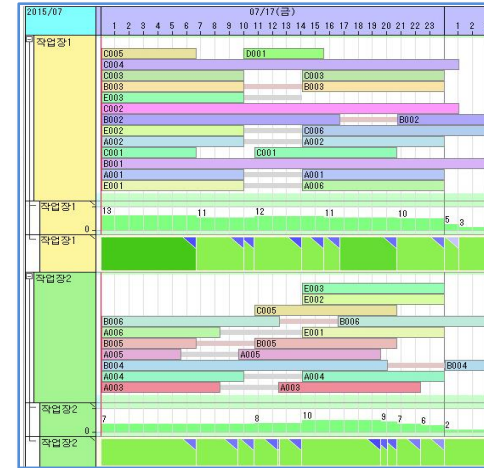 2015/07 07/17(금)
1 2 3 4 5 6 7 8 9 10 11 12 13 14 15 16 17 18 19 20 21 22 23 1 2
작업장1
C005 D001
C004
C003 C003
B003 B003
E003
C002
B002 B002
E002 C006
A002 A002
C001 C001
B001
A001 A001
E001 A006
작업장1 13 11 12 11 10 5 3
0
작업장1
작업장2
E003
E002
C005
B006 B006
A006 E001
B005 B005
A005 A005
B004 B004
A004 A004
A003 A003
작업장2 7 8 10 9 7 6 2
0
작업장2